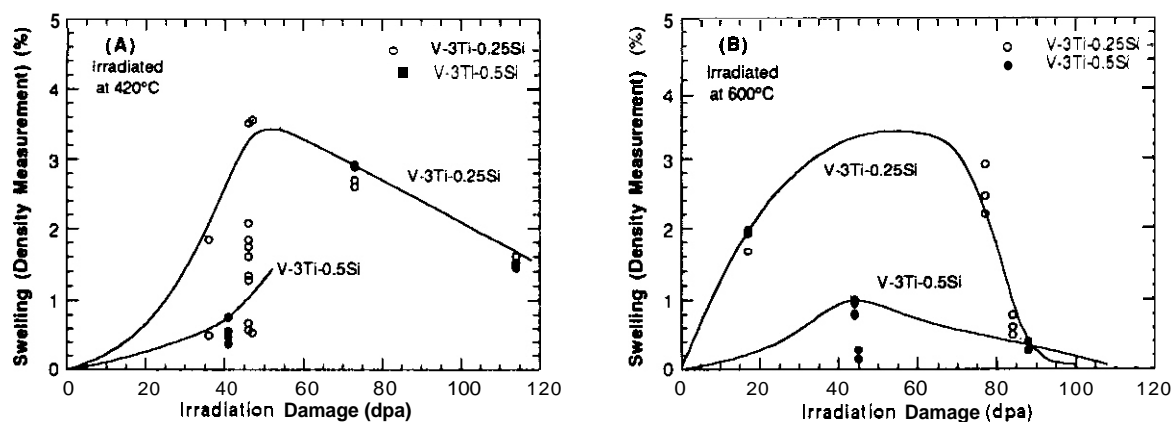 5
4
3
2
1
0
Swelling (Density Measurement) (%)
(A)
Irradiated
at 420°C
V-3Ti-0.25Si
V-3Ti-0.5Si
V-3Ti-0.25Si
V-3Ti-0.5Si
0 20 40 60 80 100 120
Irradiation Damage (dpa)
5
4
3
2
1
0
Swelling (Density Measurement) (%)
(B)
Irradiated
at 600°C
V-3Ti-0.25Si
V-3Ti-0.5Si
V-3Ti-0.25Si
V-3Ti-0.5Si
0 20 40 60 80 100 120
Irradiation Damage (dpa)